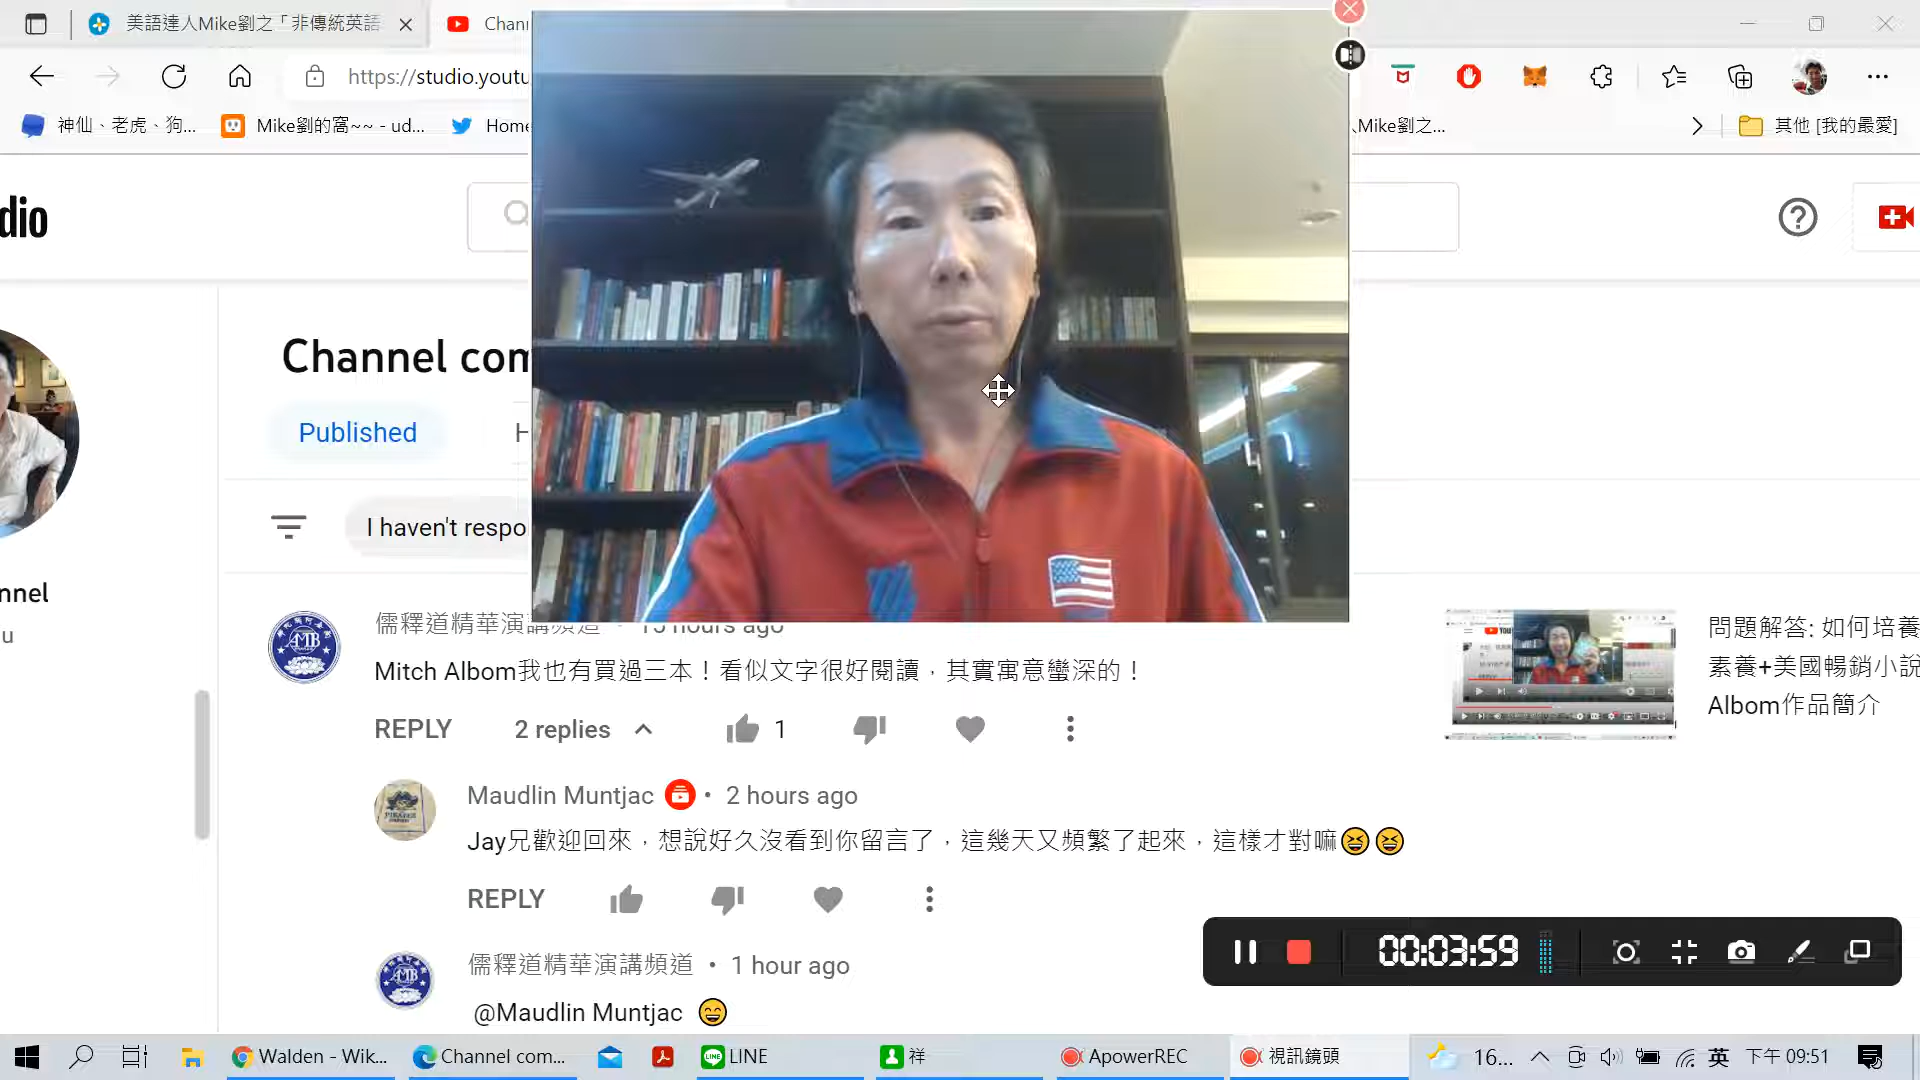 美語達人Mike劉之「非傳統英語
Chan
https://studio.youtu
神仙、老虎、狗...
Mike劉的窩~~ - ud...
Home
Mike劉之...
其他 [我的最愛]
dio
Channel com
Published
H
I haven't respo
nnel
u
儒釋道精華演講頻道 · 15 hours ago
Mitch Albom我也有買過三本！看似文字很好閱讀，其實寓意蠻深的！
REPLY
2 replies
1
問題解答: 如何培養
素養+美國暢銷小說
Albom作品簡介
Maudlin Muntjac • 2 hours ago
Jay兄歡迎回來，想說好久沒看到你留言了，這幾天又頻繁了起來，這樣才對嘛😆😆
REPLY
儒釋道精華演講頻道 • 1 hour ago
@Maudlin Muntjac 😄
00:03:59
Walden - Wik...
Channel com...
LINE
祥
ApowerREC
視訊鏡頭
16...
英
下午 09:51